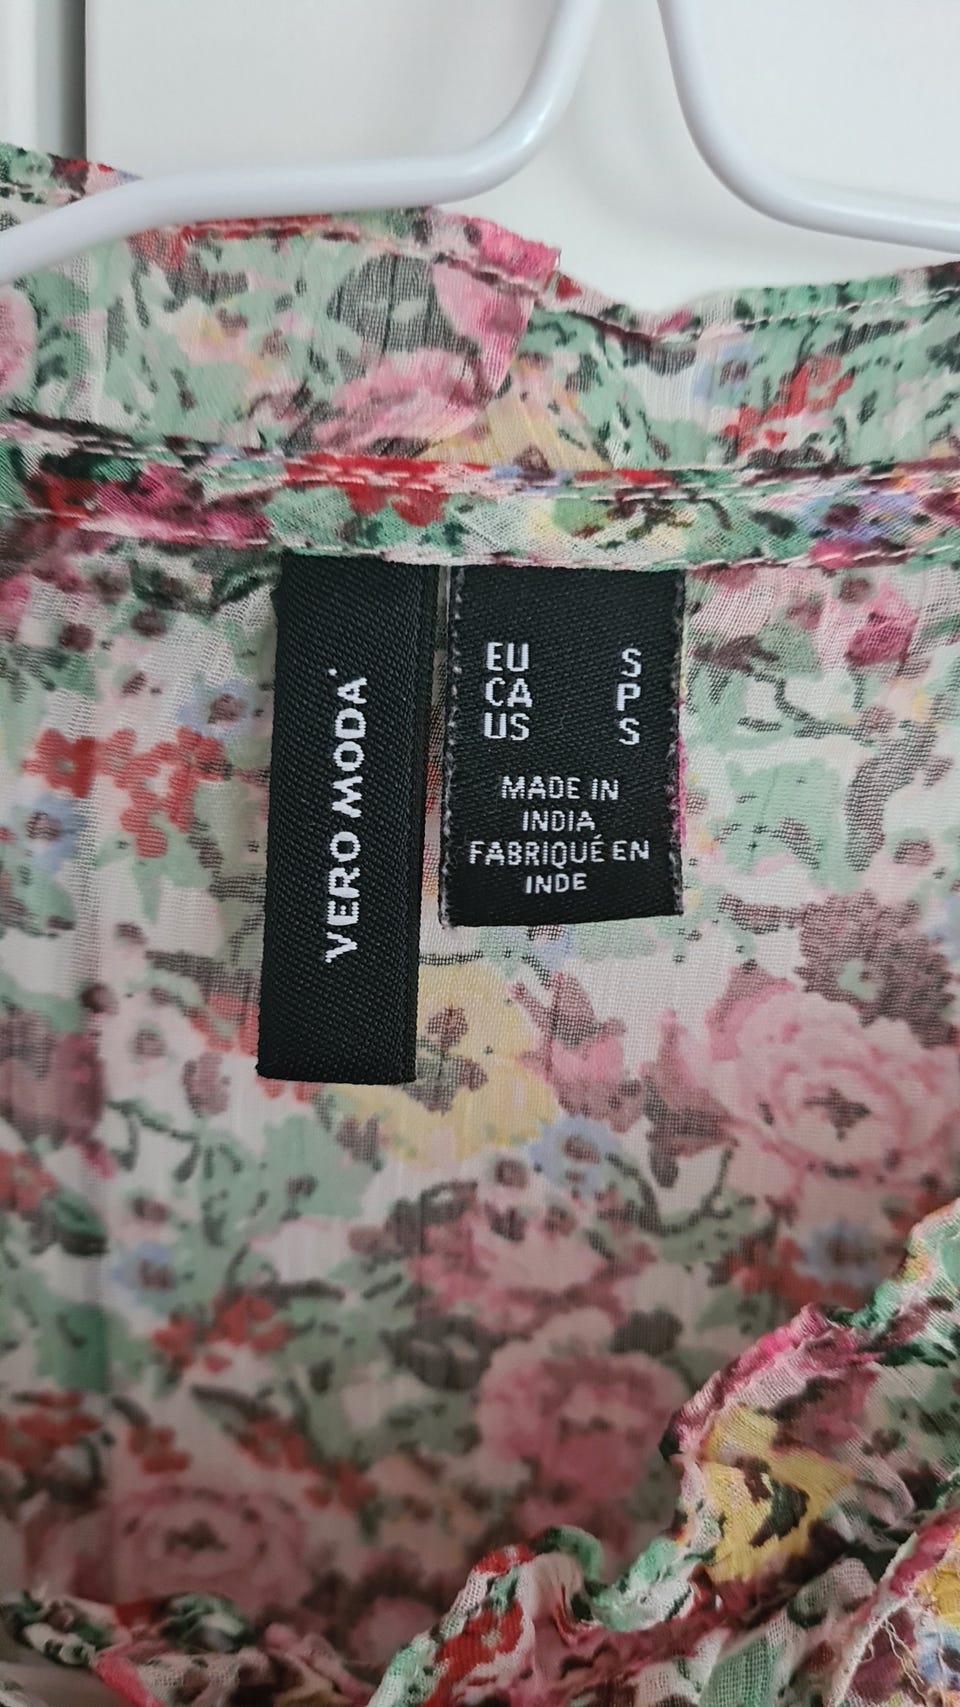 VERO MODA
EU S
CA P
US S
MADE IN
INDIA
FABRIQUÉ EN
INDE